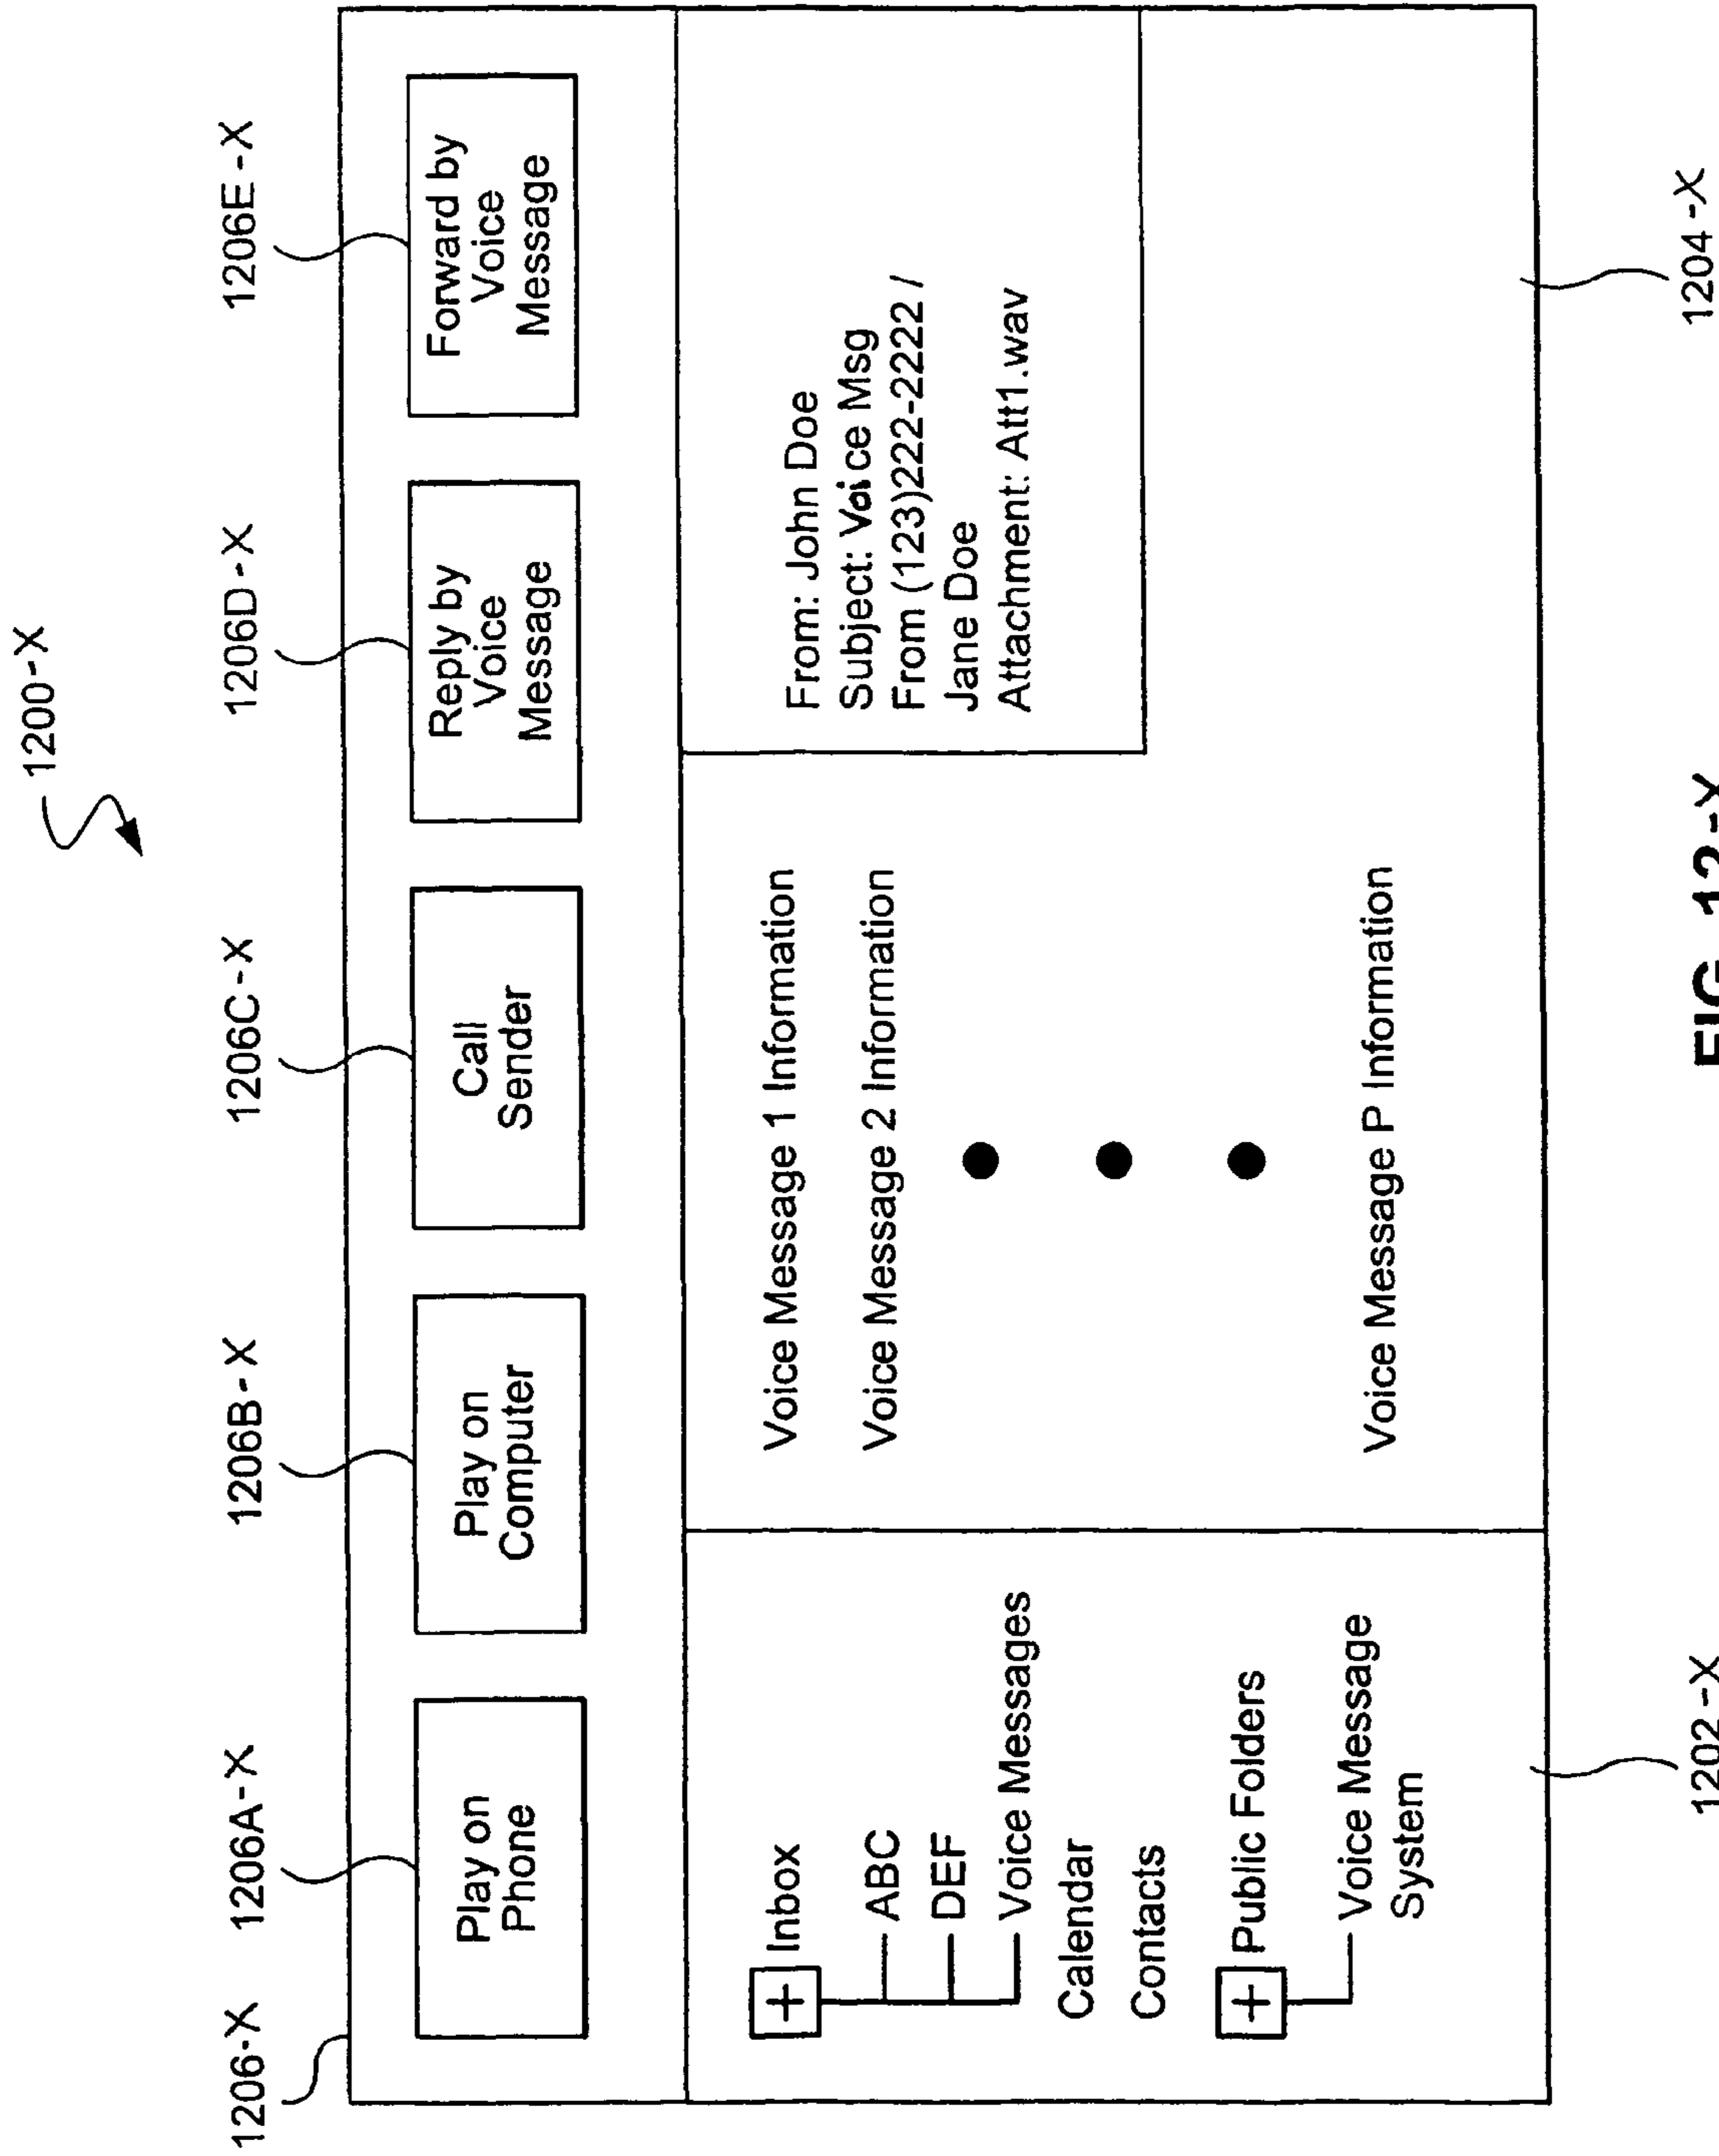 1200-X
1206-X
1206A-X
1206B-X
1206C-X
1206D-X
1206E-X
Play on
Phone
Play on
Computer
Call
Sender
Reply by
Voice
Message
Forward by
Voice
Message
+ Inbox
ABC
DEF
Voice Messages
Calendar
Contacts
+ Public Folders
Voice Message
System
Voice Message 1 Information
Voice Message 2 Information
Voice Message P Information
From: John Doe
Subject: Voice Msg
From (123)222-2222 /
Jane Doe
Attachment: Att1.wav
1202-X
1204-X
FIG. 12-X